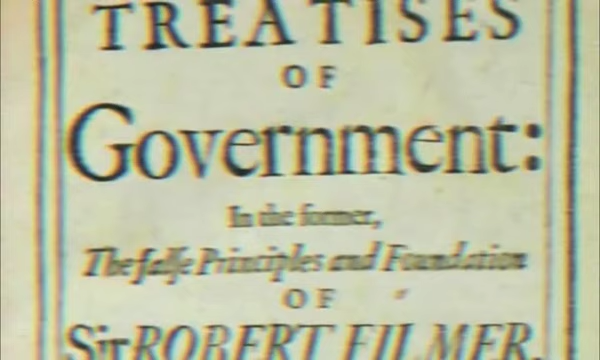 TREATISES
OF
Government:
In the former,
The false Principles and Foundation
OF
Sir ROBERT FILMER